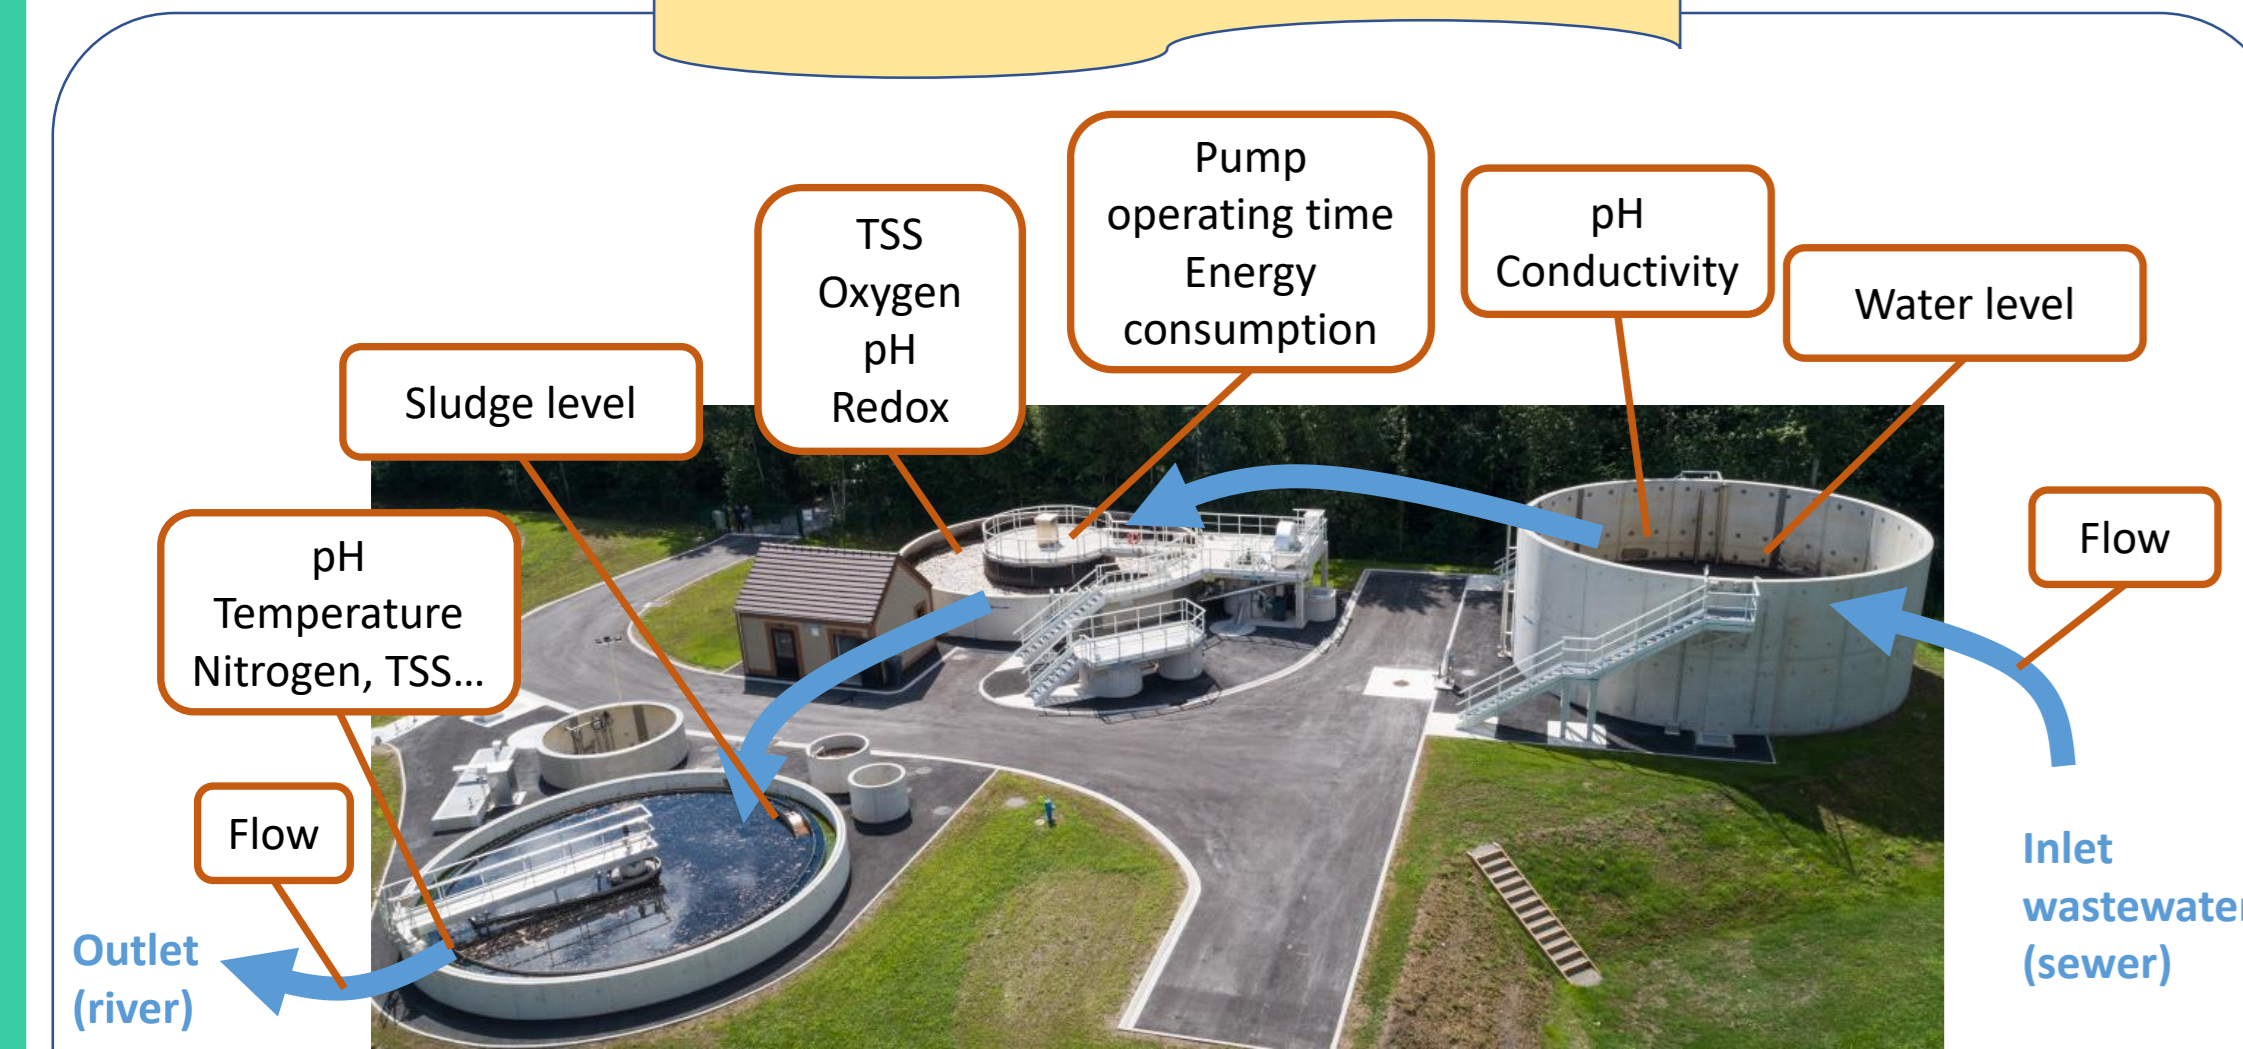 Pump
operating time
Energy
consumption
pH
Conductivity
TSS
Oxygen
pH
Redox
Water level
Sludge level
Flow
pH
Temperature
Nitrogen, TSS...
Flow
Inlet
wastewater
(sewer)
Outlet
(river)